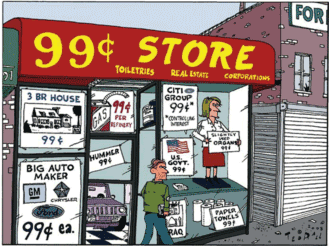 FOR
99¢ STORE
TOILETRIES REAL ESTATE CORPORATIONS
3 BR HOUSE
99¢
GAS
99¢
PER
REFINERY
CITI
GROUP
99¢*
*CONTROLLING
INTEREST
SLIGHTLY
USED
ORGANS
99¢
HUMMER
99¢
U.S.
GOVT.
99¢
BIG AUTO
MAKER
GM
CHRYSLER
Ford
99¢ ea.
IRAQ
PAPER
TOWELS
99¢